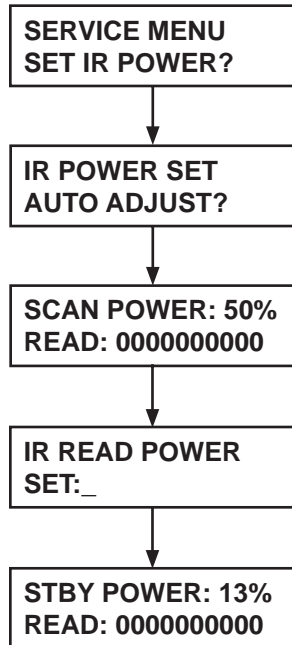 SERVICE MENU
SET IR POWER?
IR POWER SET
AUTO ADJUST?
SCAN POWER: 50%
READ: 0000000000
IR READ POWER
SET:_
STBY POWER: 13%
READ: 0000000000